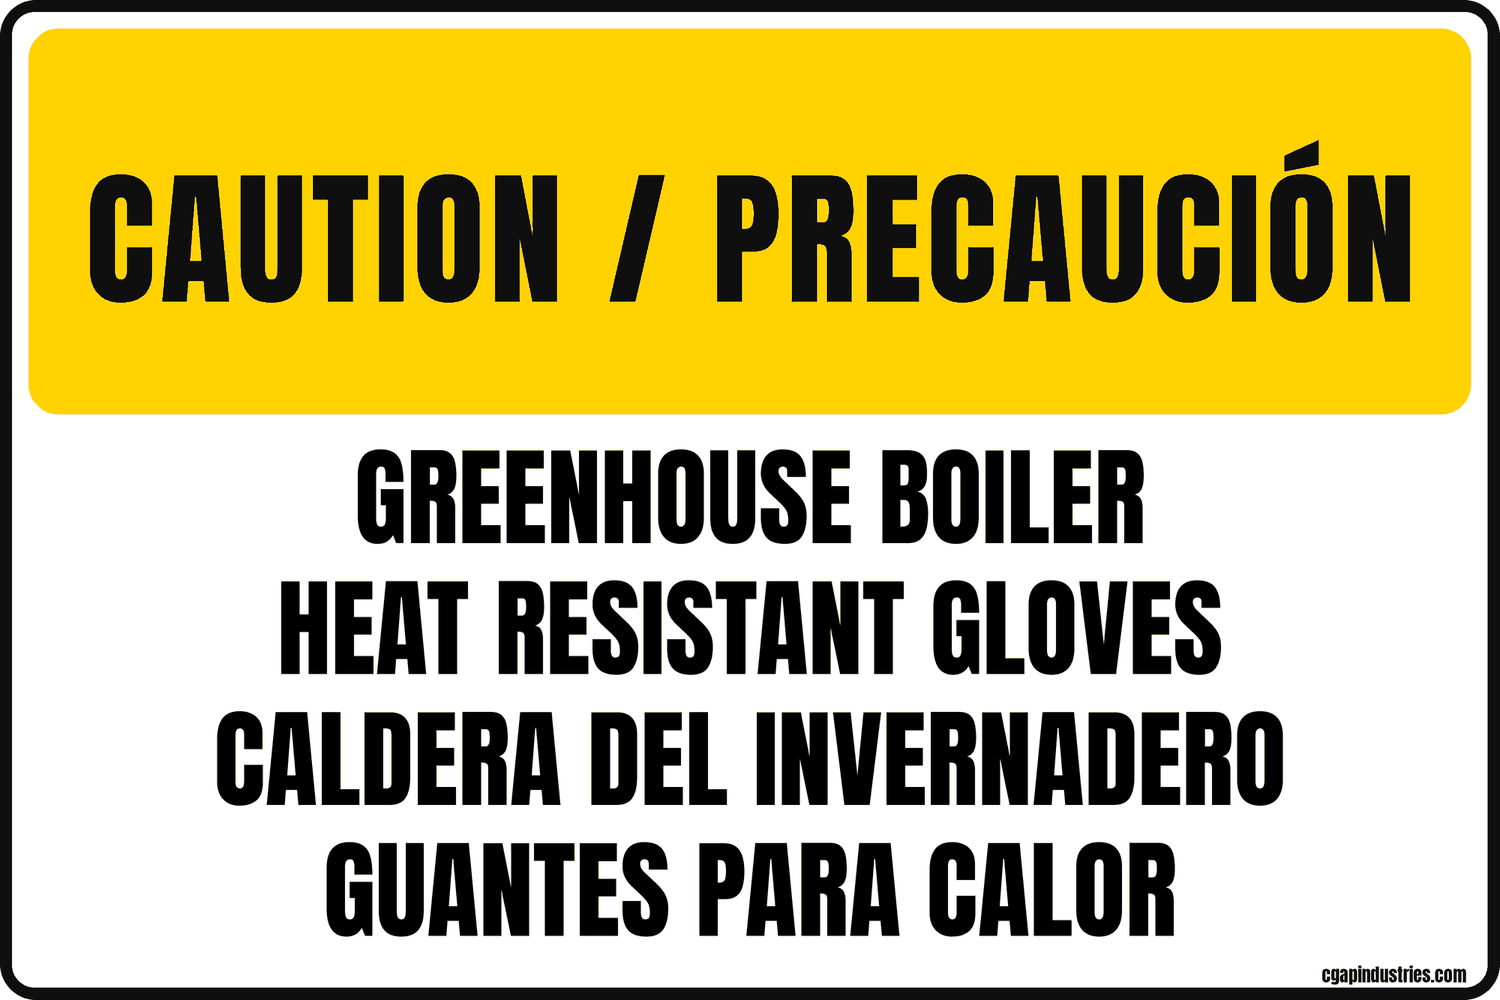 CAUTION / PRECAUCIÓN
GREENHOUSE BOILER
HEAT RESISTANT GLOVES
CALDERA DEL INVERNADERO
GUANTES PARA CALOR
cgapindustries.com